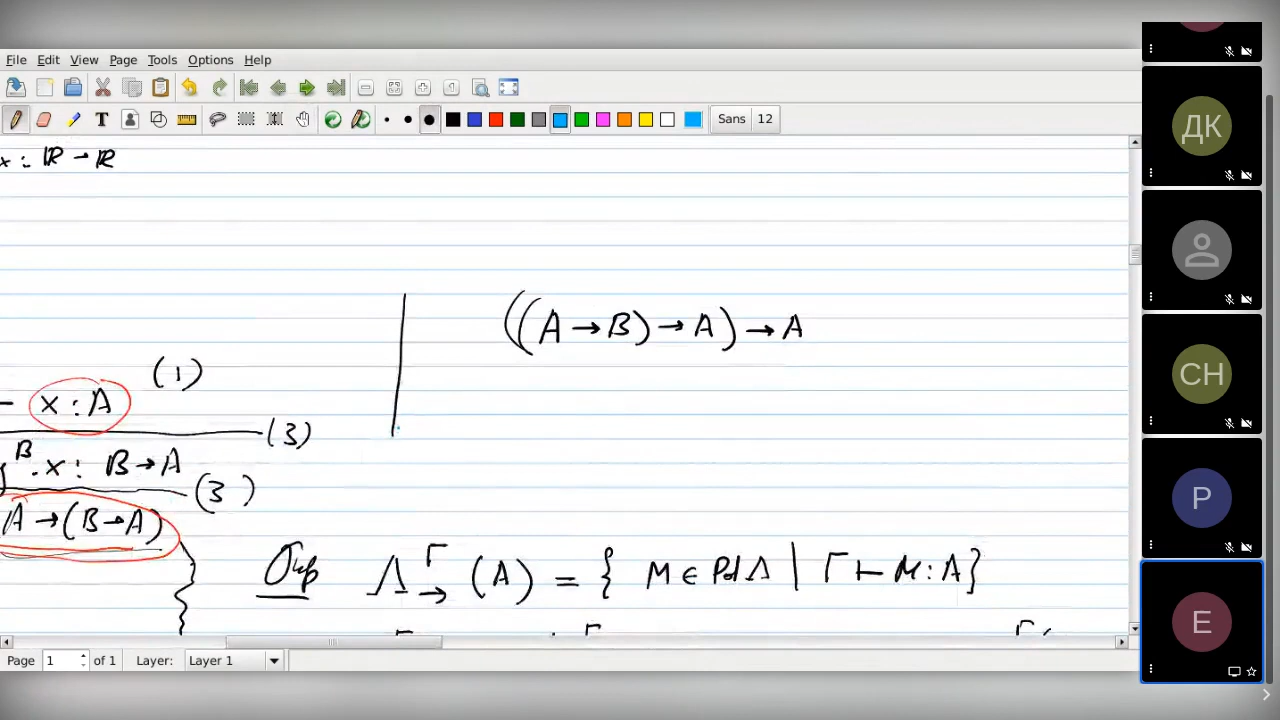 File Edit View Page Tools Options Help
Sans 12
x : ℝ → ℝ
((A → B) → A) → A
(1)
x : A
(3)
B . x : B → A
(3)
A → (B → A)
Опр Λ Γ → (A) = { M ∈ PdΛ | Γ ⊢ M : A }
Page 1 of 1 Layer: Layer 1
ДК
СН
P
E